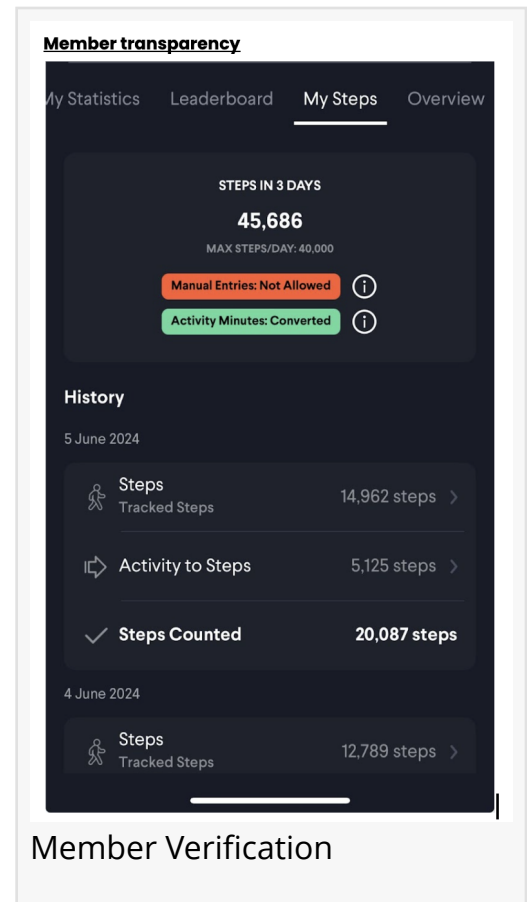 Member transparency
My Statistics Leaderboard My Steps Overview
STEPS IN 3 DAYS
45,686
MAX STEPS/DAY: 40,000
Manual Entries: Not Allowed
Activity Minutes: Converted
History
5 June 2024
Steps
Tracked Steps
14,962 steps
Activity to Steps 5,125 steps
Steps Counted 20,087 steps
4 June 2024
Steps
Tracked Steps
12,789 steps
Member Verification